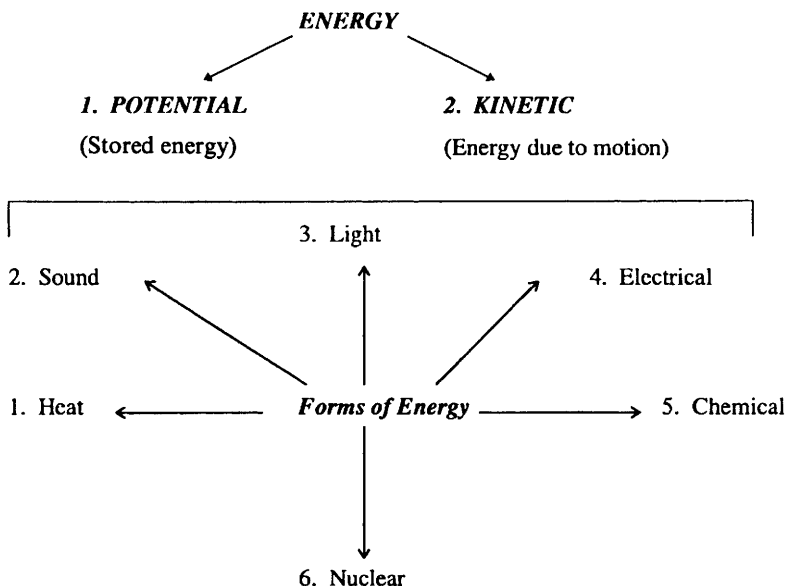 ENERGY
1. POTENTIAL
2. KINETIC
(Stored energy)
(Energy due to motion)
3. Light
2. Sound
4. Electrical
1. Heat
Forms of Energy
5. Chemical
6. Nuclear